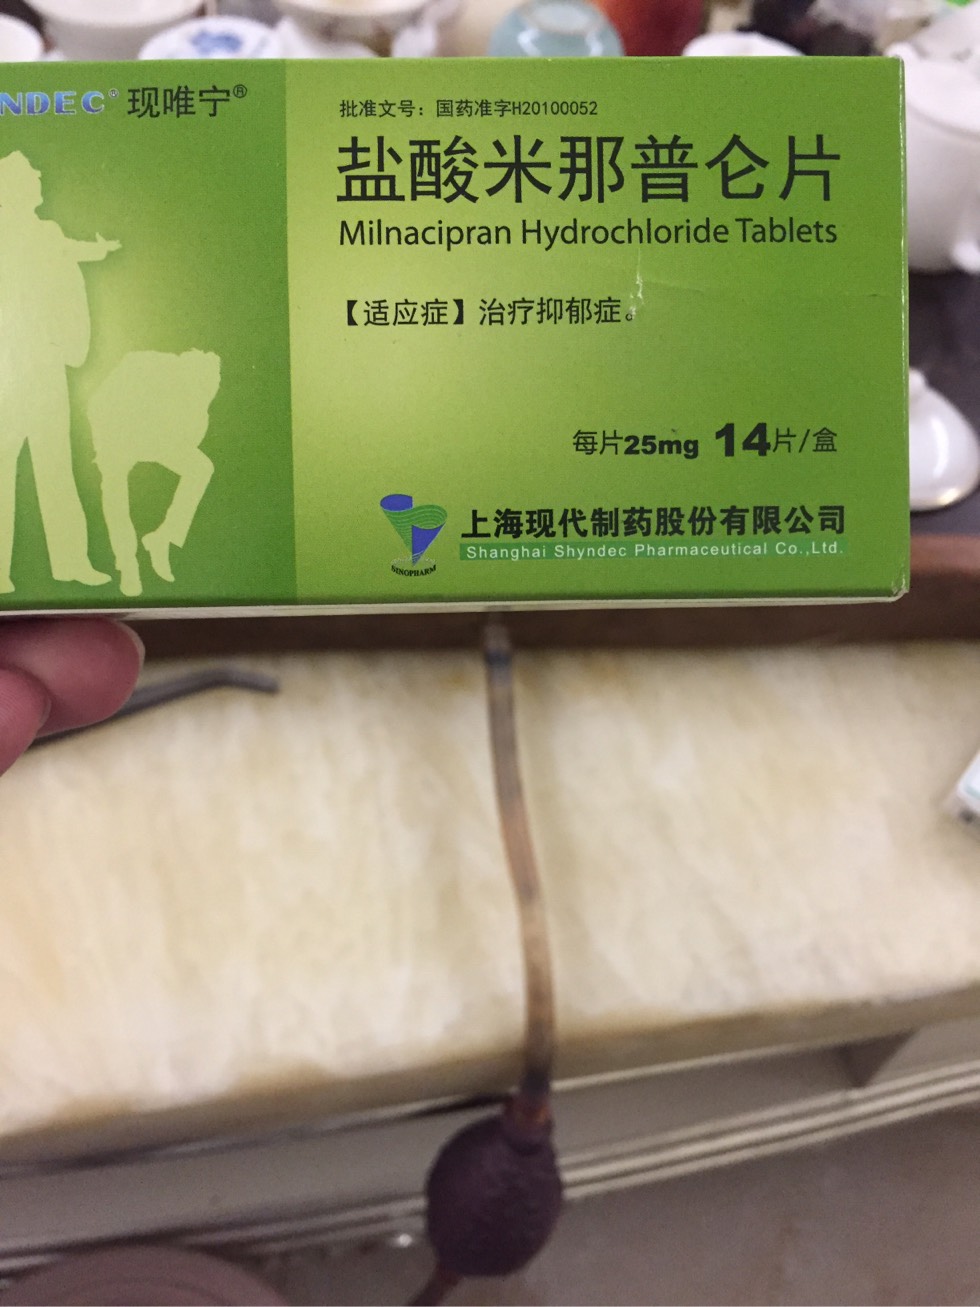 NDEC® 现唯宁®
批准文号：国药准字H20100052
盐酸米那普仑片
Milnacipran Hydrochloride Tablets
【适应症】治疗抑郁症。
每片25mg 14片/盒
上海现代制药股份有限公司
Shanghai Shyndec Pharmaceutical Co.,Ltd.
SINOPHARM